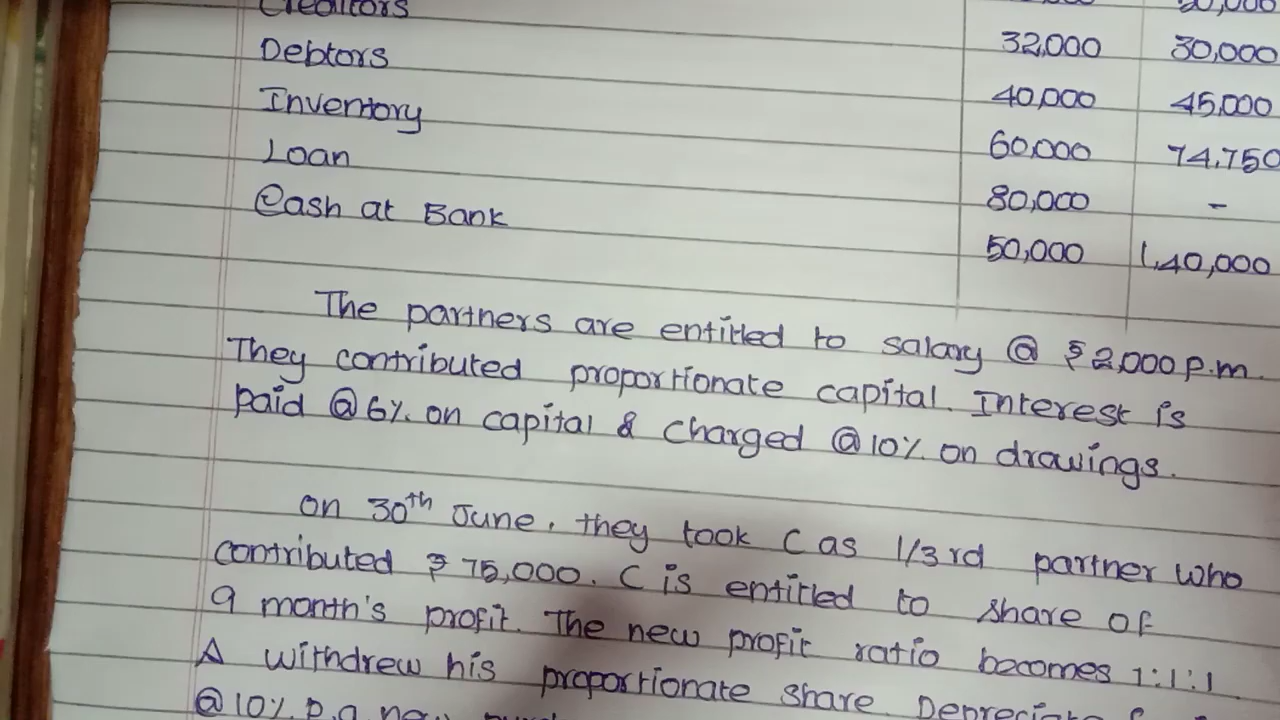 Creditors 32,000 30,000
Debtors 40,000 45,000
Inventory 60,000 74,750
Loan 80,000 -
Cash at Bank 50,000 1,40,000
The partners are entitled to salary @ ₹2,000 p.m.
They contributed proportionate capital. Interest is
paid @ 6% on capital & charged @ 10% on drawings.
On 30th June, they took C as 1/3rd partner who
contributed ₹ 75,000. C is entitled to share of
9 month's profit. The new profit ratio becomes 1:1:1.
A withdrew his proportionate share. Depreciate
@ 10% p.a. new